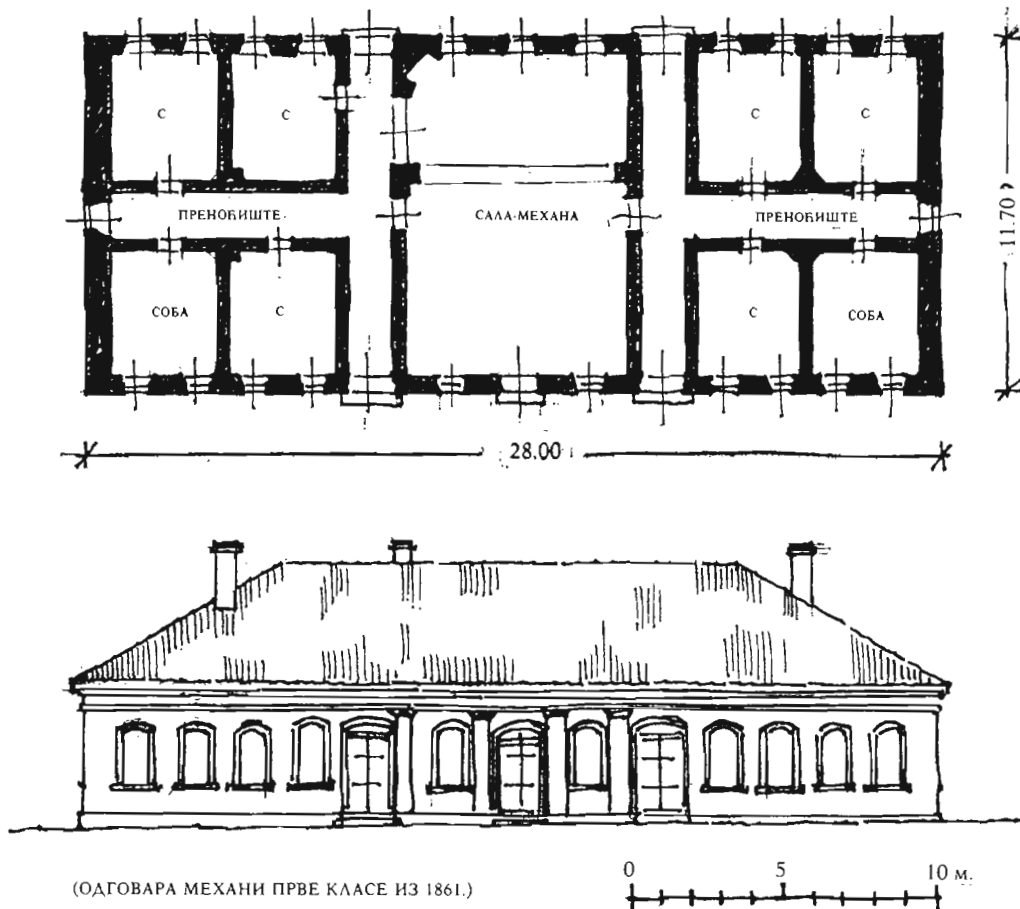 С С С С
ПРЕНОЋИШТЕ САЛА-МЕХАНА ПРЕНОЋИШТЕ
11.70
СОБА С С СОБА
28.00
(ОДГОВАРА МЕХАНИ ПРВЕ КЛАСЕ ИЗ 1861.)
0 5 10 м.